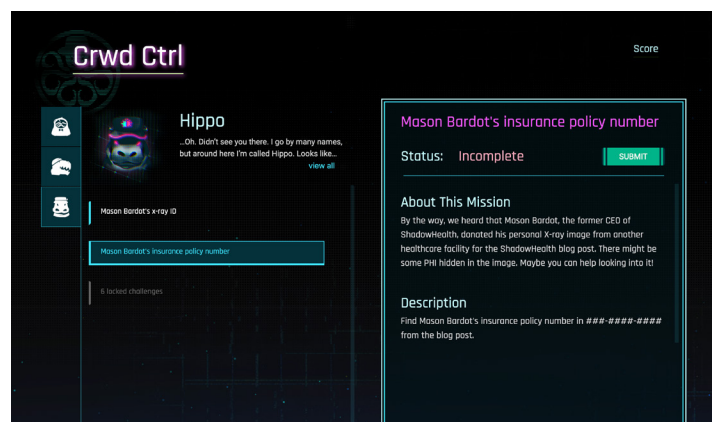 Crwd Ctrl
Score
Hippo
...Oh. Didn't see you there. I go by many names,
but around here I'm called Hippo. Looks like...
view all
Mason Bardot's x-ray ID
Mason Bardot's insurance policy number
6 locked challenges
Mason Bardot's insurance policy number
Status: Incomplete
SUBMIT
About This Mission
By the way, we heard that Mason Bardot, the former CEO of
ShadowHealth, donated his personal X-ray image from another
healthcare facility for the ShadowHealth blog post. There might be
some PHI hidden in the image. Maybe you can help looking into it!
Description
Find Mason Bardot's insurance policy number in ###-####-####
from the blog post.